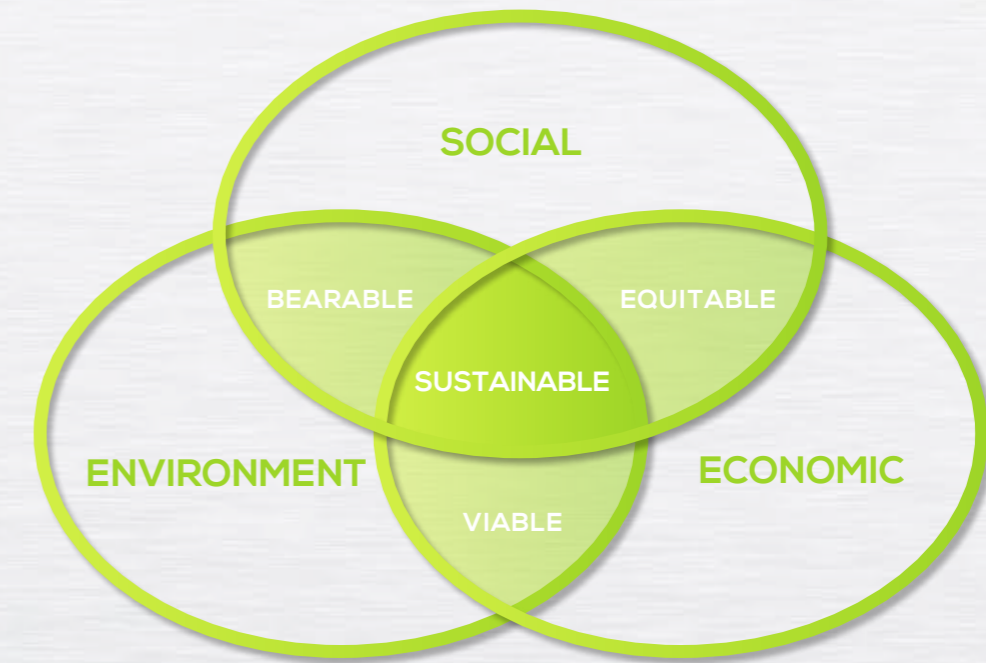 SOCIAL
BEARABLE
EQUITABLE
SUSTAINABLE
ENVIRONMENT
ECONOMIC
VIABLE